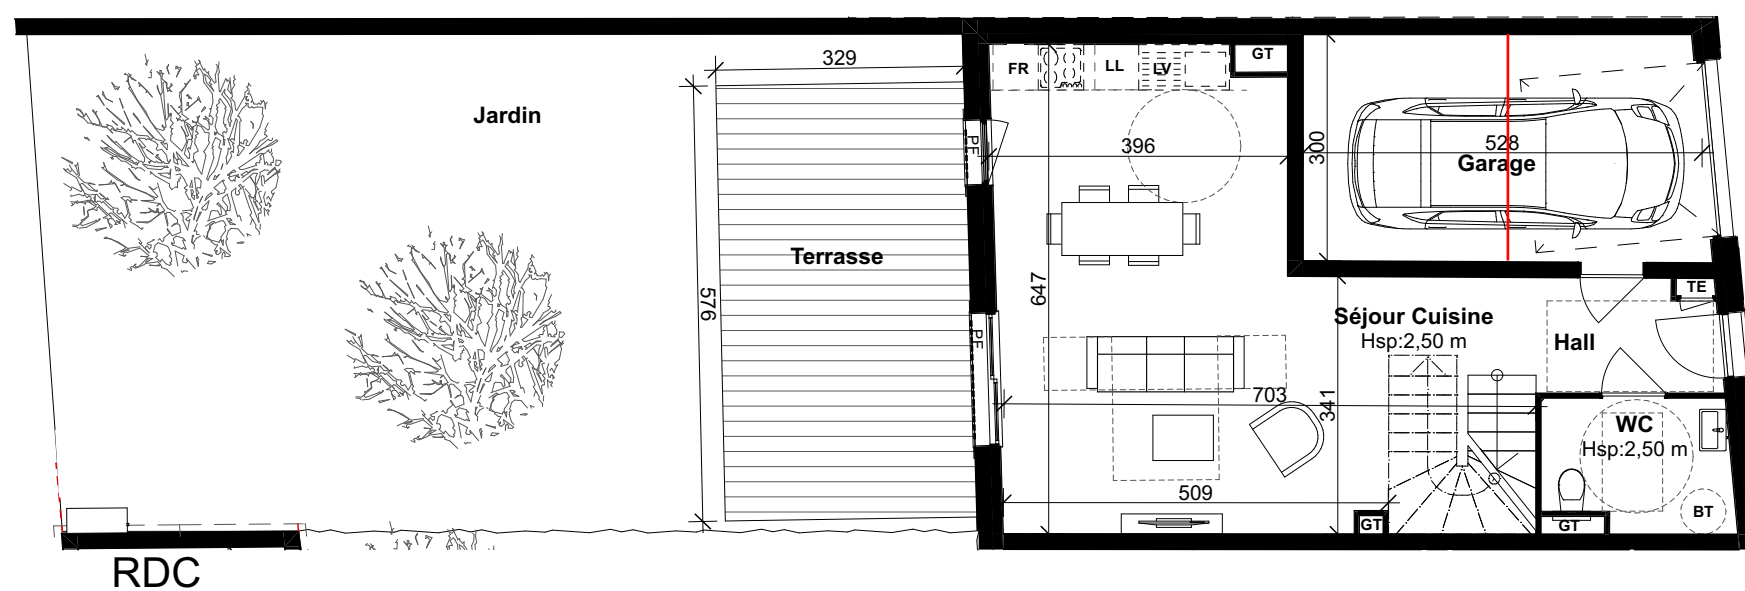 329
Jardin
FR
LL
LV
GT
PF
396
300
528
Garage
Terrasse
576
647
PF
TE
Séjour Cuisine
Hsp:2,50 m
Hall
703
341
WC
Hsp:2,50 m
509
GT
GT
BT
RDC